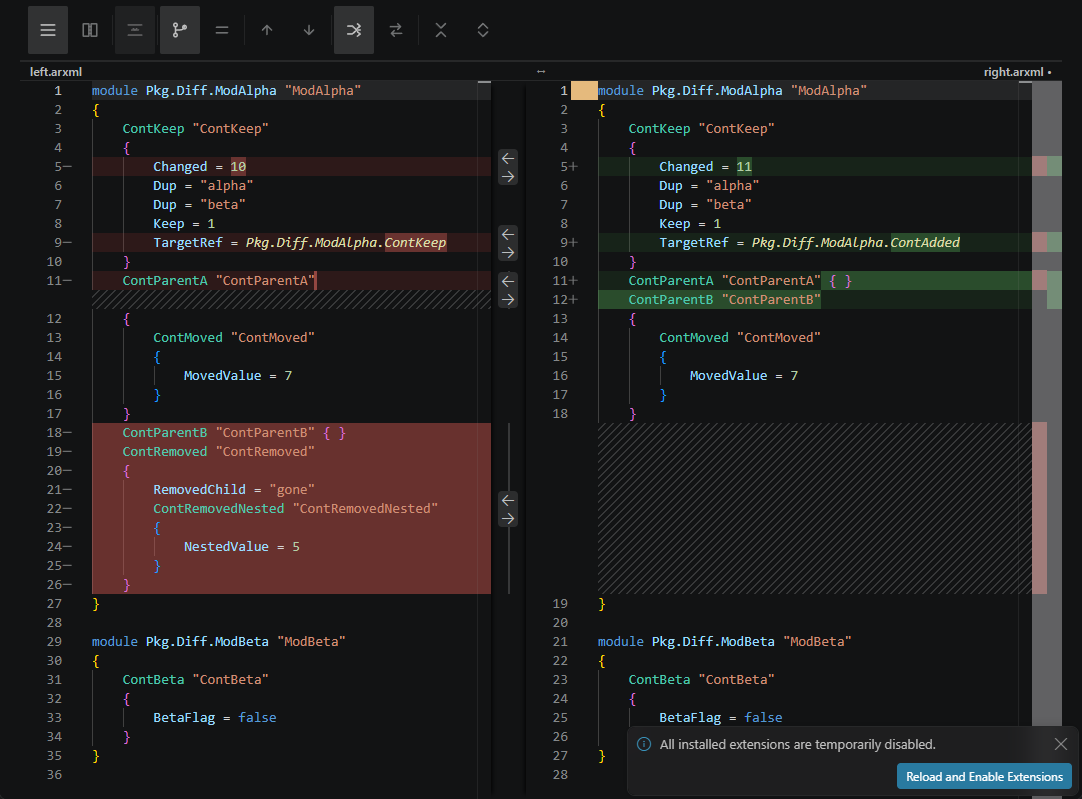 left.arxml
1 module Pkg.Diff.ModAlpha "ModAlpha"
2 {
3 ContKeep "ContKeep"
4 {
5− Changed = 10
6 Dup = "alpha"
7 Dup = "beta"
8 Keep = 1
9− TargetRef = Pkg.Diff.ModAlpha.ContKeep
10 }
11− ContParentA "ContParentA"
12 {
13 ContMoved "ContMoved"
14 {
15 MovedValue = 7
16 }
17 }
18− ContParentB "ContParentB" { }
19− ContRemoved "ContRemoved"
20− {
21− RemovedChild = "gone"
22− ContRemovedNested "ContRemovedNested"
23− {
24− NestedValue = 5
25− }
26− }
27 }
28
29 module Pkg.Diff.ModBeta "ModBeta"
30 {
31 ContBeta "ContBeta"
32 {
33 BetaFlag = false
34 }
35 }
36
right.arxml •
1 module Pkg.Diff.ModAlpha "ModAlpha"
2 {
3 ContKeep "ContKeep"
4 {
5+ Changed = 11
6 Dup = "alpha"
7 Dup = "beta"
8 Keep = 1
9+ TargetRef = Pkg.Diff.ModAlpha.ContAdded
10 }
11+ ContParentA "ContParentA" { }
12+ ContParentB "ContParentB"
13 {
14 ContMoved "ContMoved"
15 {
16 MovedValue = 7
17 }
18 }
19 }
20
21 module Pkg.Diff.ModBeta "ModBeta"
22 {
23 ContBeta "ContBeta"
24 {
25 BetaFlag = false
26
27 }
28
All installed extensions are temporarily disabled.
Reload and Enable Extensions